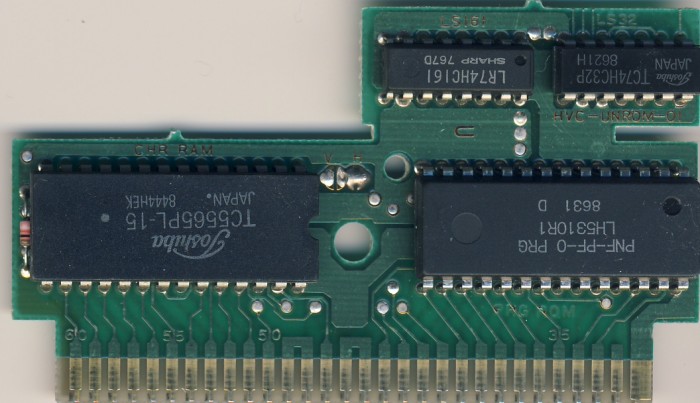 LS161
LS32
LR74HC161
SHARP 767D
Toshiba
TC74HC32P
JAPAN 8621H
HVC-UNROM-01
U
CHR RAM
- +
Toshiba
TC5565PL-15
JAPAN. 8444HEK
PNF-PF-0 PRG
LH5310R1
8631 D
PRG ROM
60
55
50
35